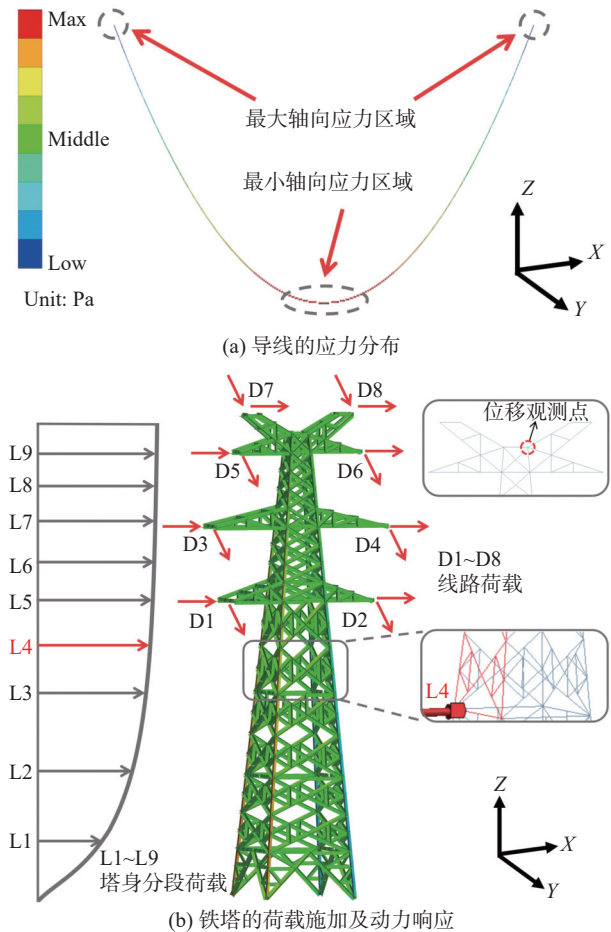 Max
Middle
Low
Unit: Pa
最大轴向应力区域
最小轴向应力区域
Z
X
Y
(a) 导线的应力分布
L9
L8
L7
L6
L5
L4
L3
L2
L1
L1~L9
塔身分段荷载
D7
D8
D5
D6
D3
D4
D1
D2
位移观测点
D1~D8
线路荷载
L4
Z
X
Y
(b) 铁塔的荷载施加及动力响应